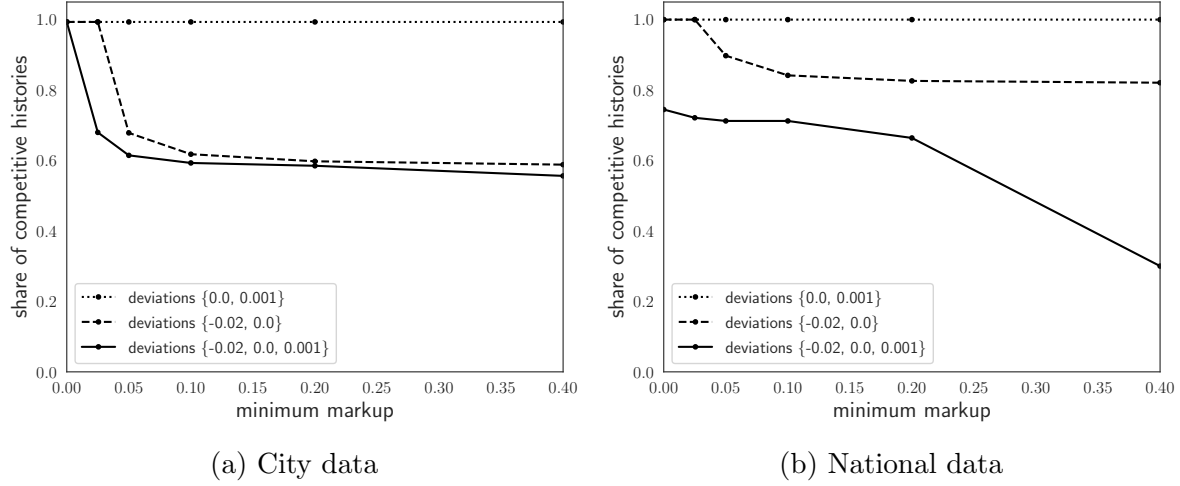 share of competitive histories
1.0
0.8
0.6
0.4
0.2
0.0
deviations {0.0, 0.001}
deviations {-0.02, 0.0}
deviations {-0.02, 0.0, 0.001}
0.00 0.05 0.10 0.15 0.20 0.25 0.30 0.35 0.40
minimum markup
(a) City data
share of competitive histories
1.0
0.8
0.6
0.4
0.2
0.0
deviations {0.0, 0.001}
deviations {-0.02, 0.0}
deviations {-0.02, 0.0, 0.001}
0.00 0.05 0.10 0.15 0.20 0.25 0.30 0.35 0.40
minimum markup
(b) National data